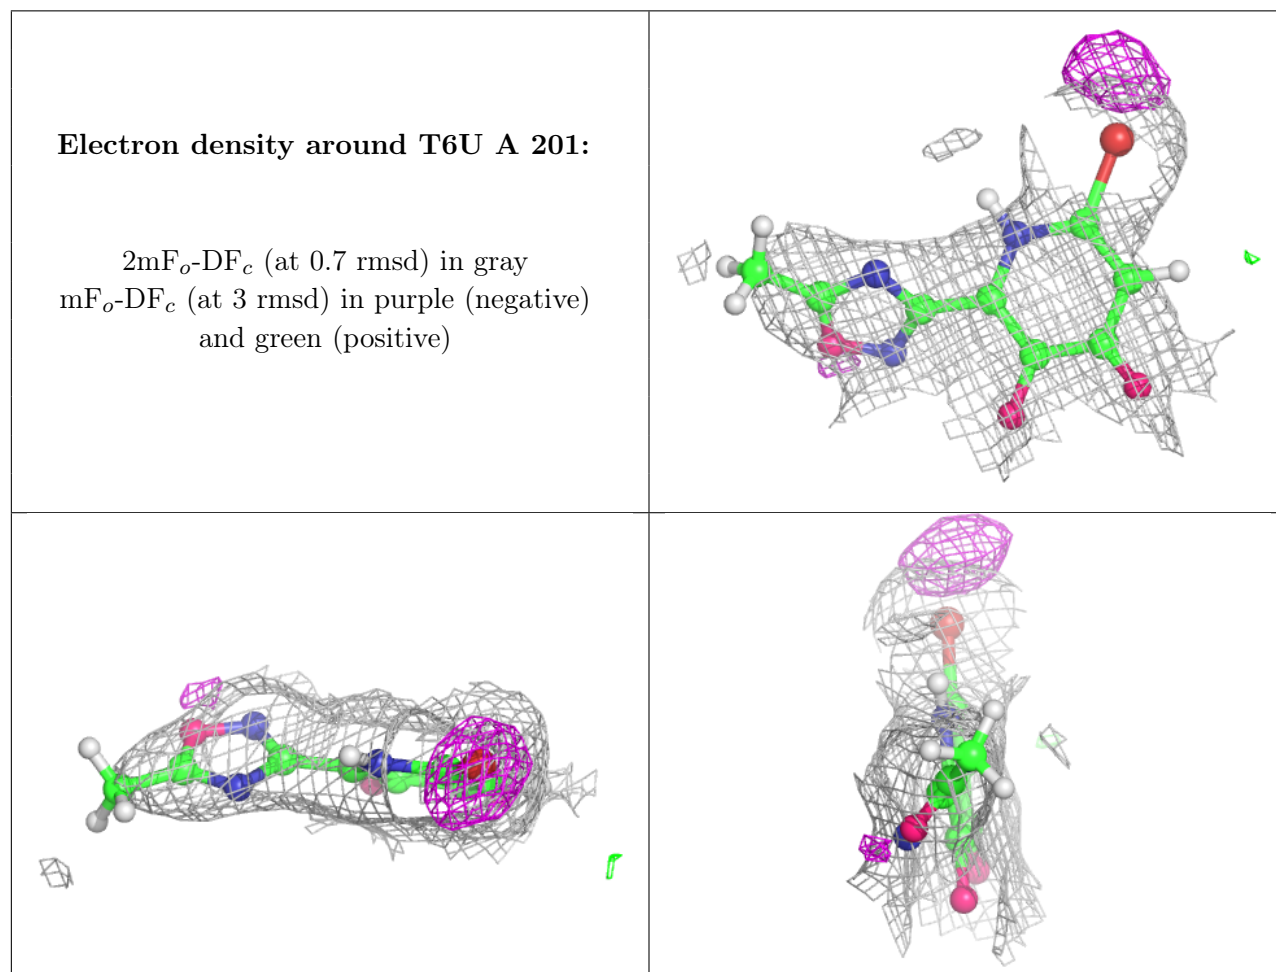 Electron density around T6U A 201:
2mFo-DFc (at 0.7 rmsd) in gray
mFo-DFc (at 3 rmsd) in purple (negative)
and green (positive)